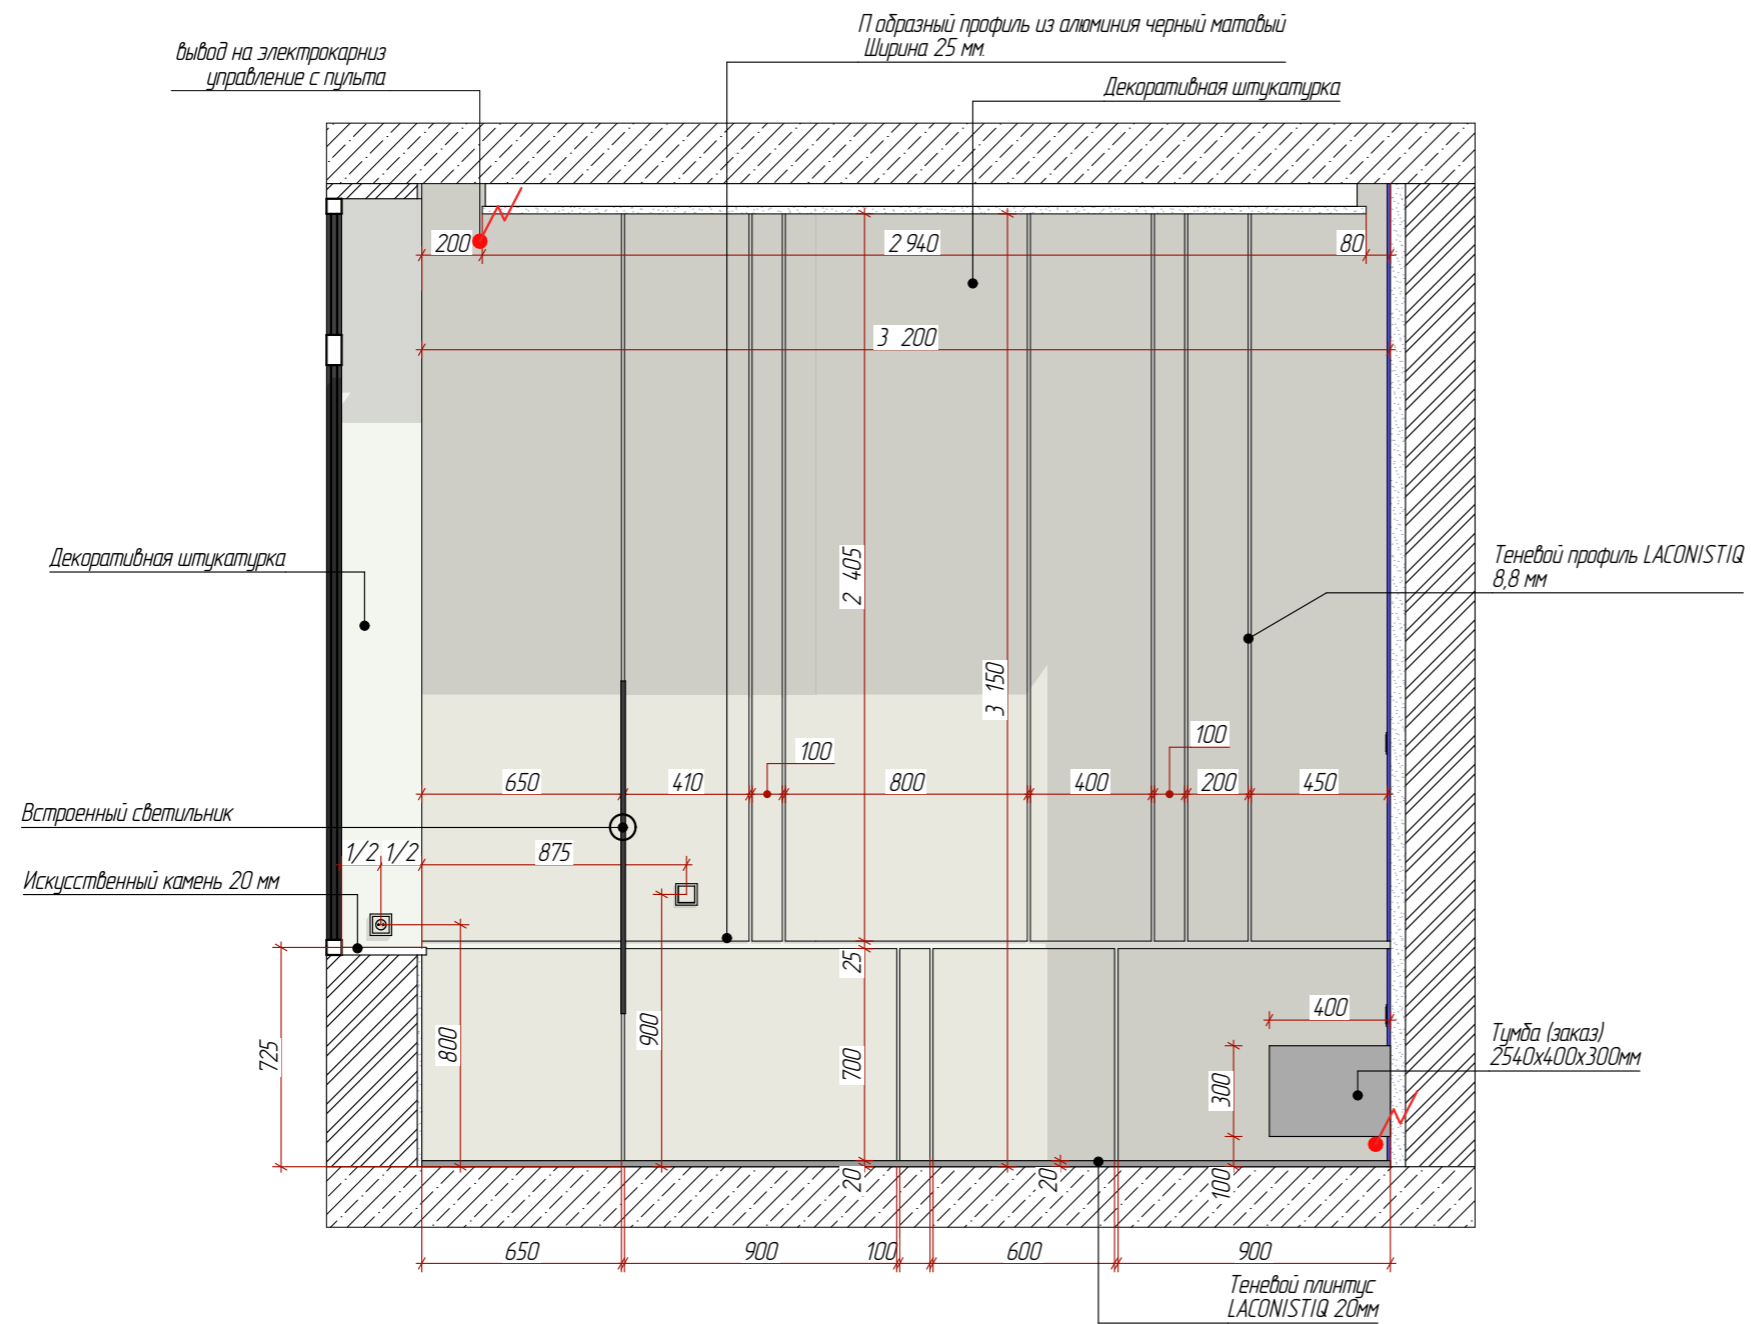 П образный профиль из алюминия черный матовый
Ширина 25 мм.
вывод на электрокарниз
управление с пульта
Декоративная штукатурка
200
2 940
80
3 200
2 405
3 150
Декоративная штукатурка
Теневой профиль LACONISTIQ
8,8 мм
100
100
650
410
800
400
200
450
Встроенный светильник
1/2
1/2
875
Искусственный камень 20 мм
25
725
800
900
700
400
300
Тумба (заказ)
2540х400х300мм
20
20
100
650
900
100
600
900
Теневой плинтус
LACONISTIQ 20мм